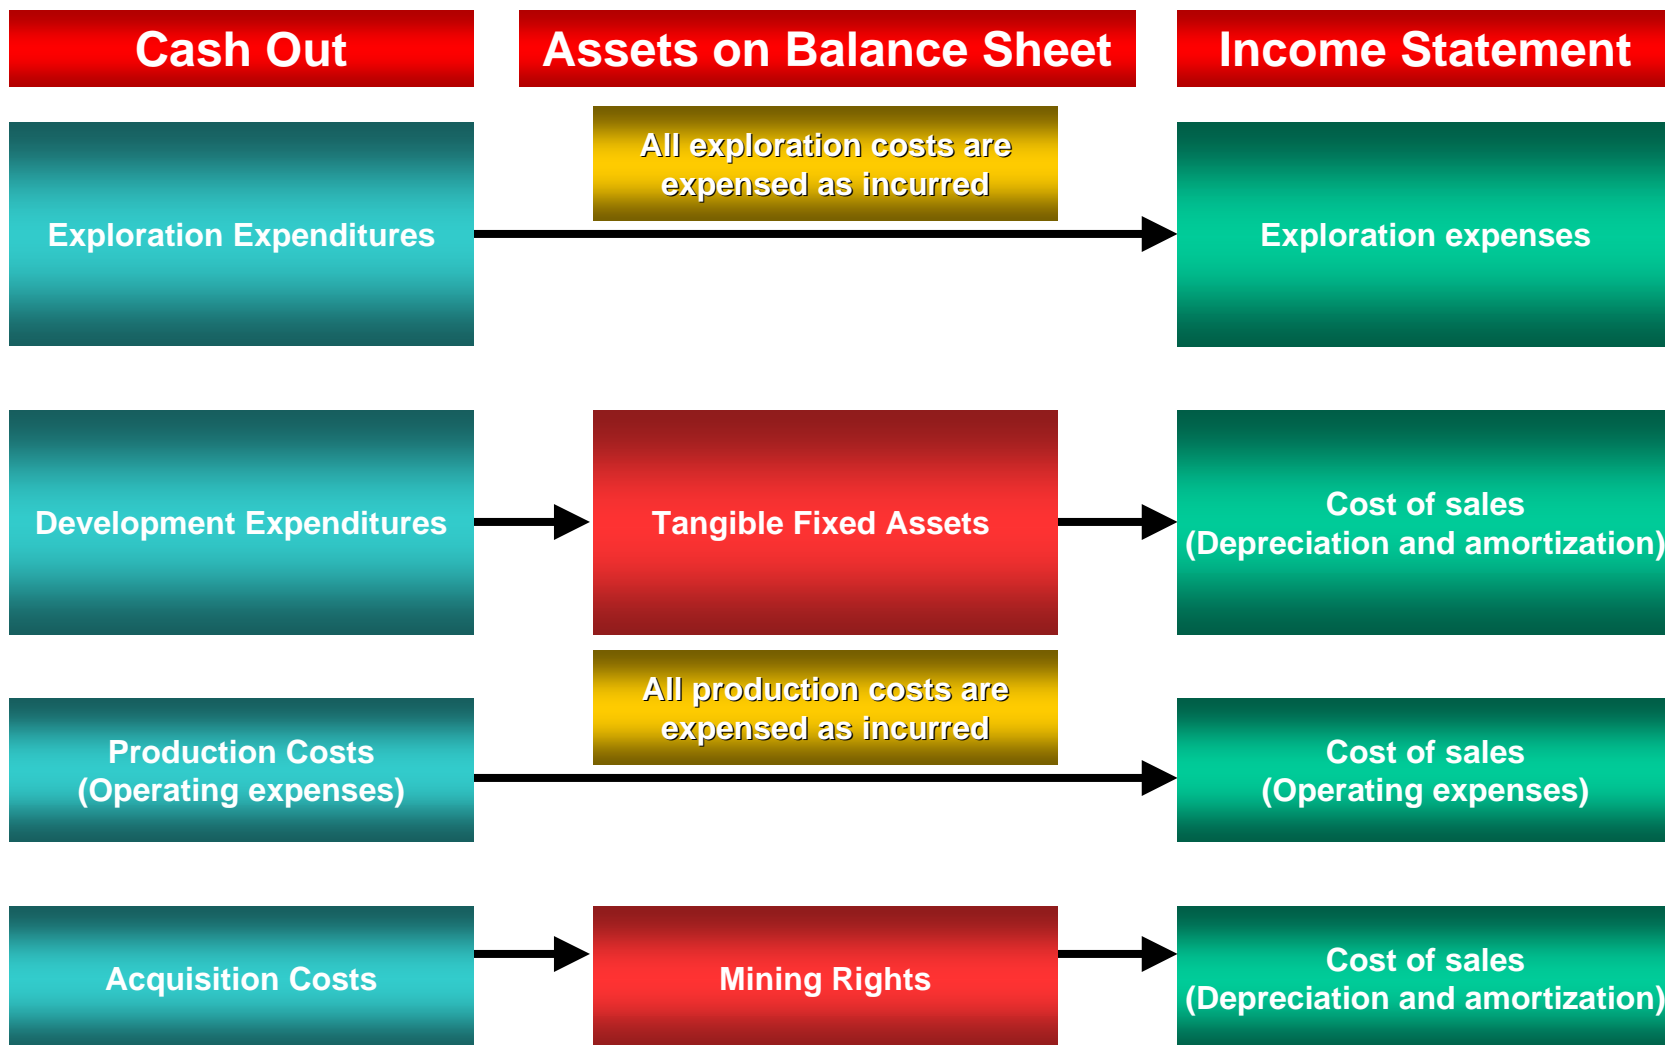 Cash Out
Assets on Balance Sheet
Income Statement
All exploration costs are
expensed as incurred
Exploration Expenditures
Exploration expenses
Development Expenditures
Tangible Fixed Assets
Cost of sales
(Depreciation and amortization)
All production costs are
expensed as incurred
Production Costs
(Operating expenses)
Cost of sales
(Operating expenses)
Acquisition Costs
Mining Rights
Cost of sales
(Depreciation and amortization)